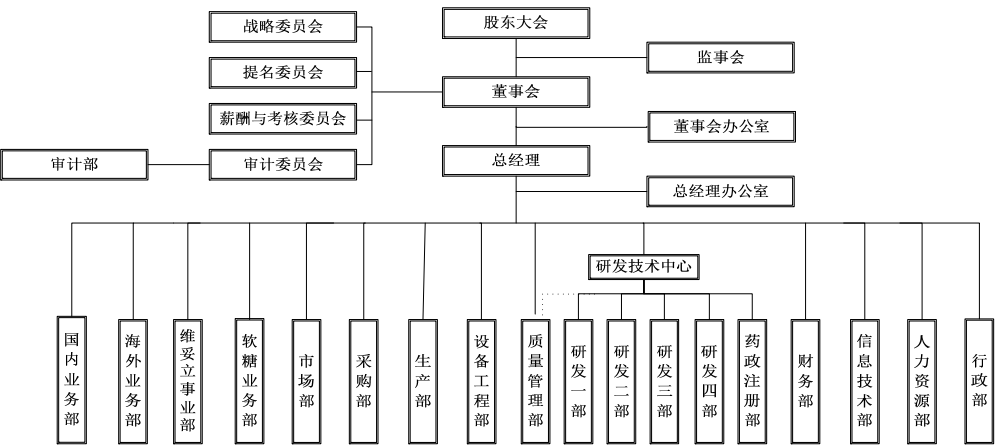 战略委员会
股东大会
监事会
提名委员会
董事会
薪酬与考核委员会
董事会办公室
审计部
审计委员会
总经理
总经理办公室
研发技术中心
国内业务部
海外业务部
维妥立事业部
软糖业务部
市场部
采购部
生产部
设备工程部
质量管理部
研发一部
研发二部
研发三部
研发四部
药政注册部
财务部
信息技术部
人力资源部
行政部